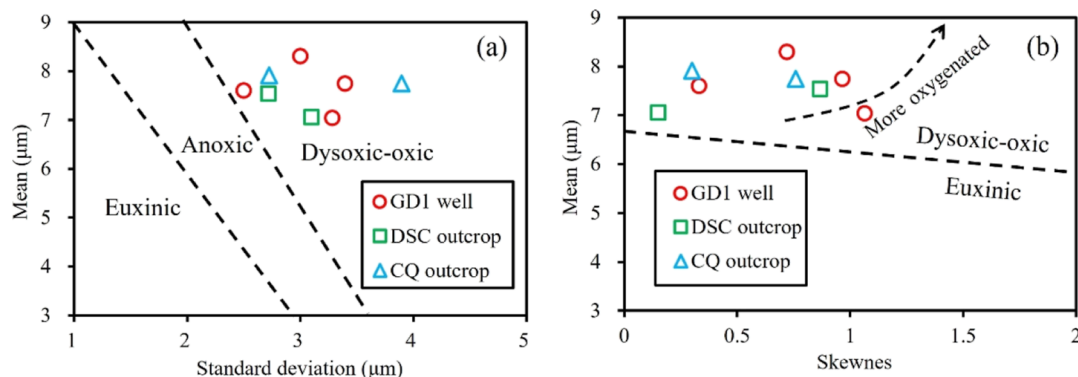 (a)
9
8
7
6
5
4
3
Mean (μm)
Anoxic
Dysoxic-oxic
Euxinic
GD1 well
DSC outcrop
CQ outcrop
1
2
3
4
5
6
Standard deviation (μm)
(b)
9
8
7
6
5
4
3
Mean (μm)
More oxygenated
Dysoxic-oxic
Euxinic
GD1 well
DSC outcrop
CQ outcrop
0
0.5
1
1.5
2
Skewnes